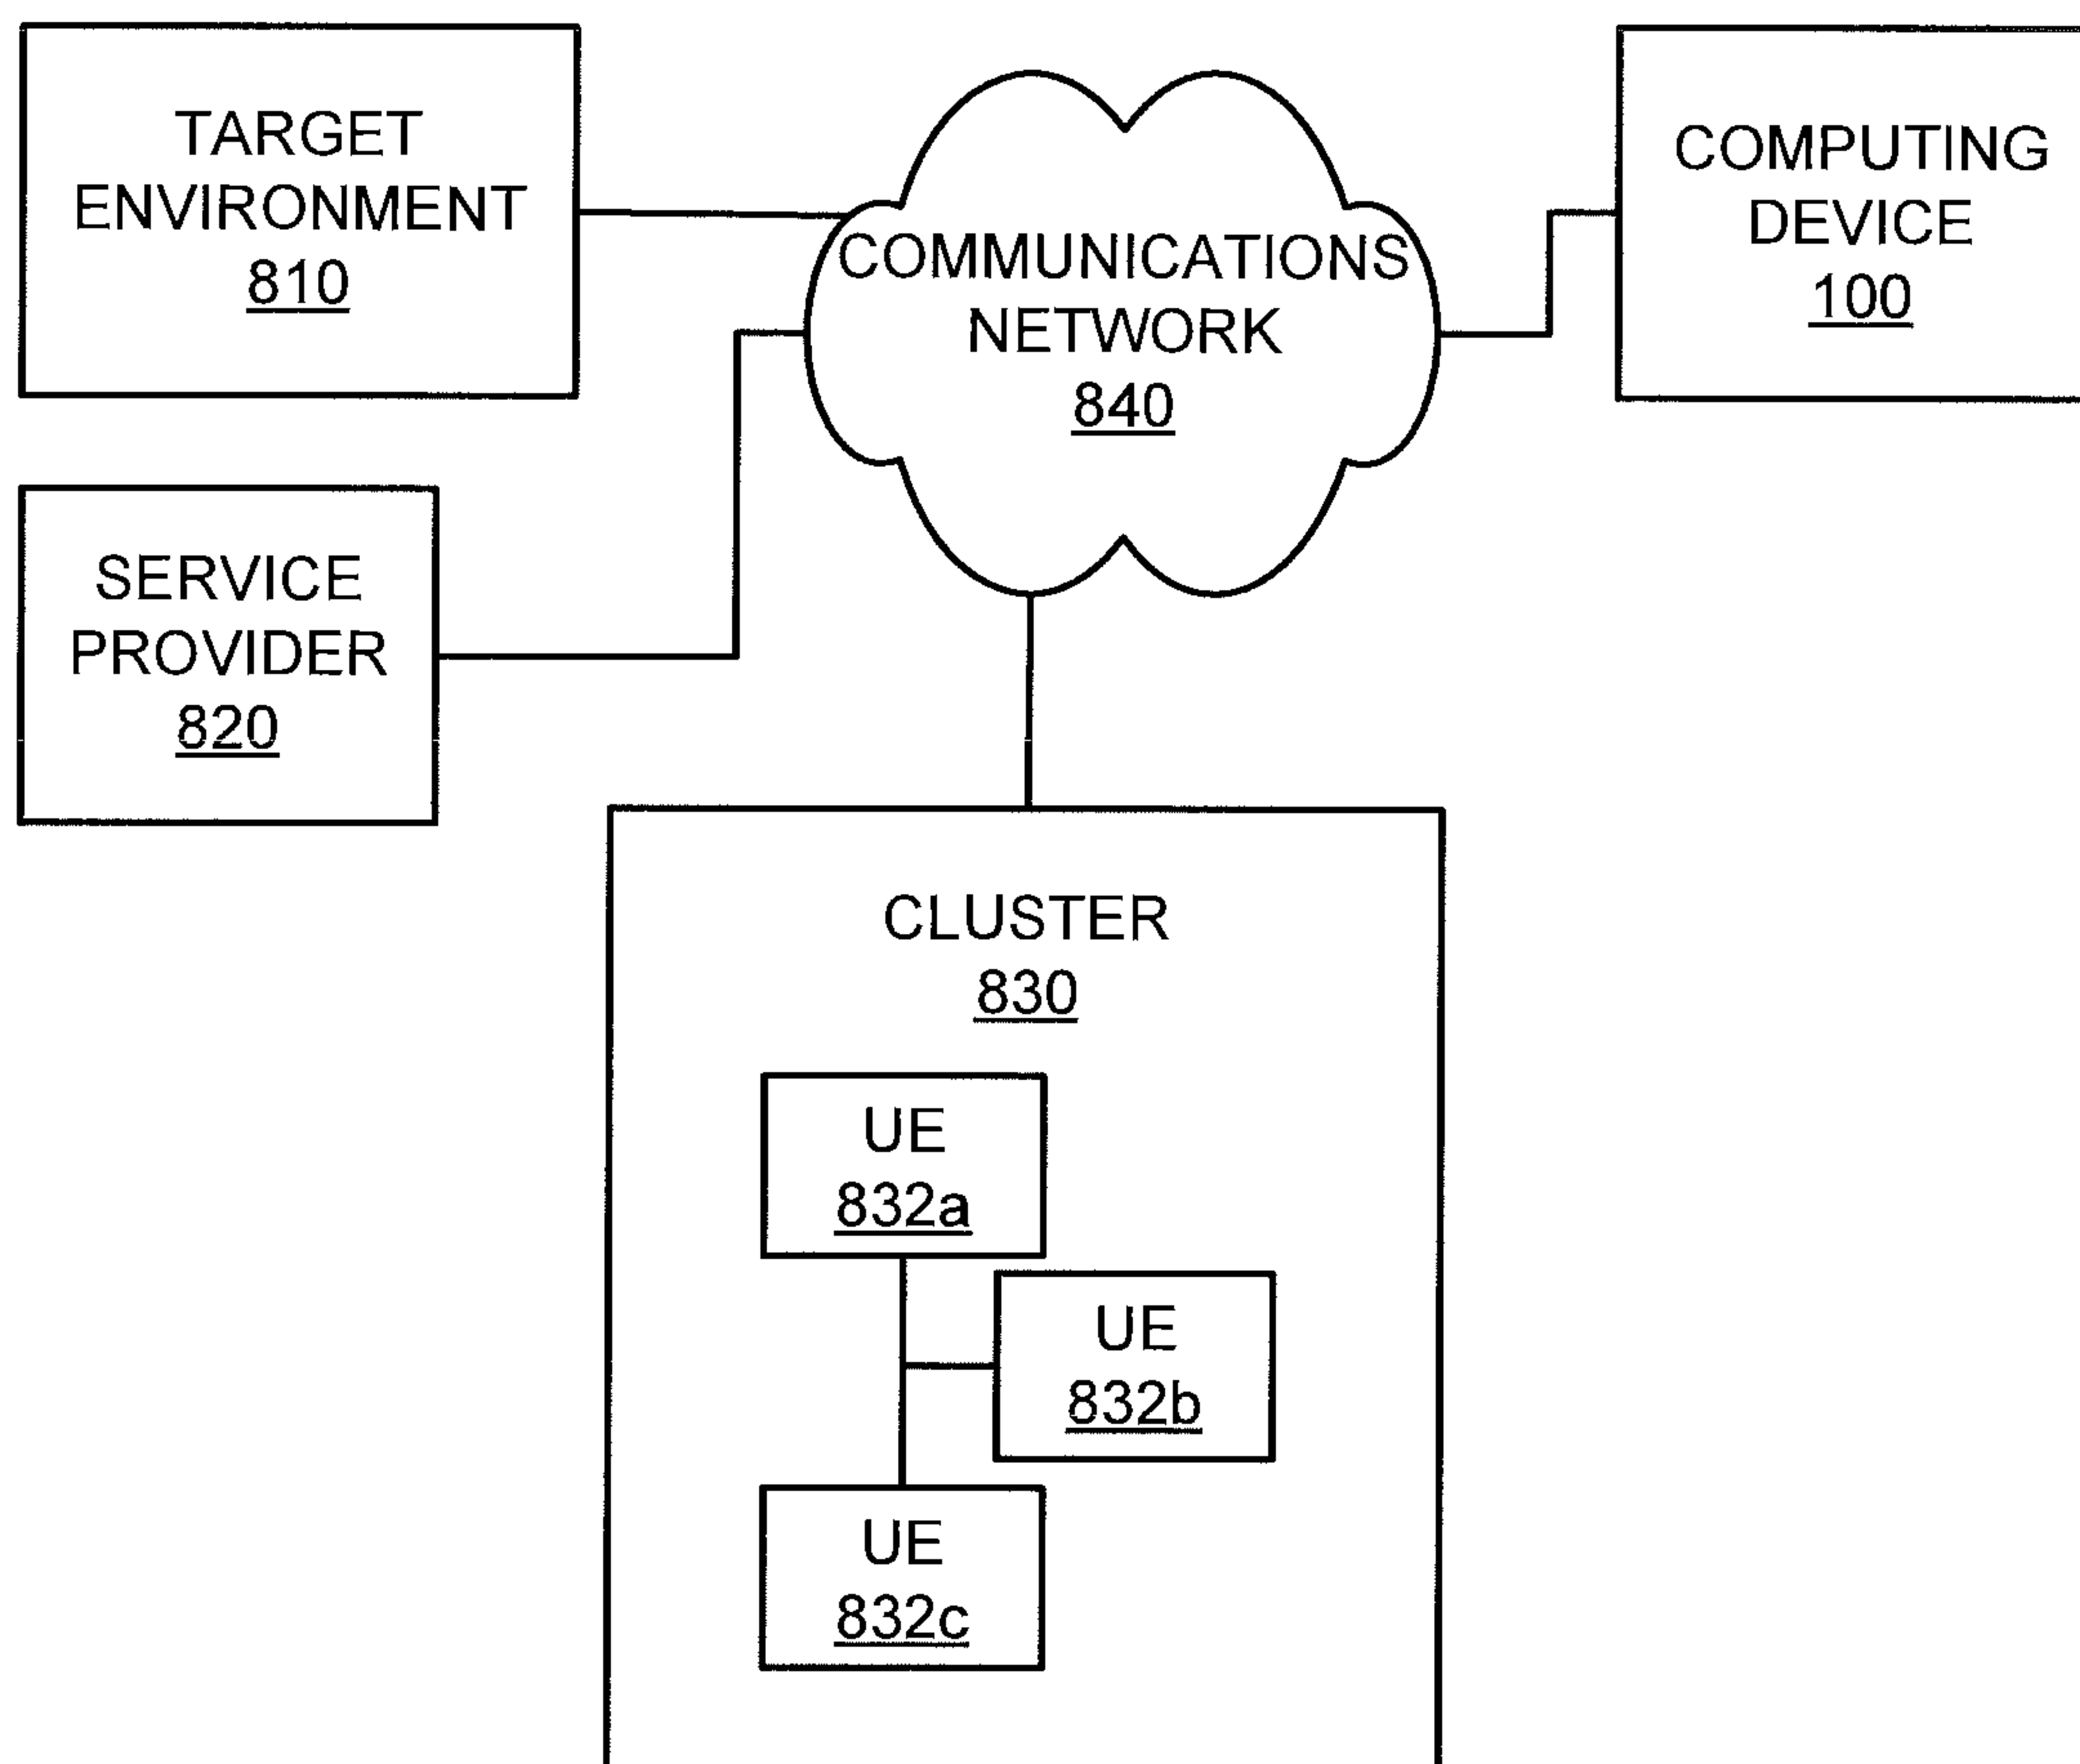 TARGET
ENVIRONMENT
810
COMMUNICATIONS
NETWORK
840
COMPUTING
DEVICE
100
SERVICE
PROVIDER
820
CLUSTER
830
UE
832a
UE
832b
UE
832c